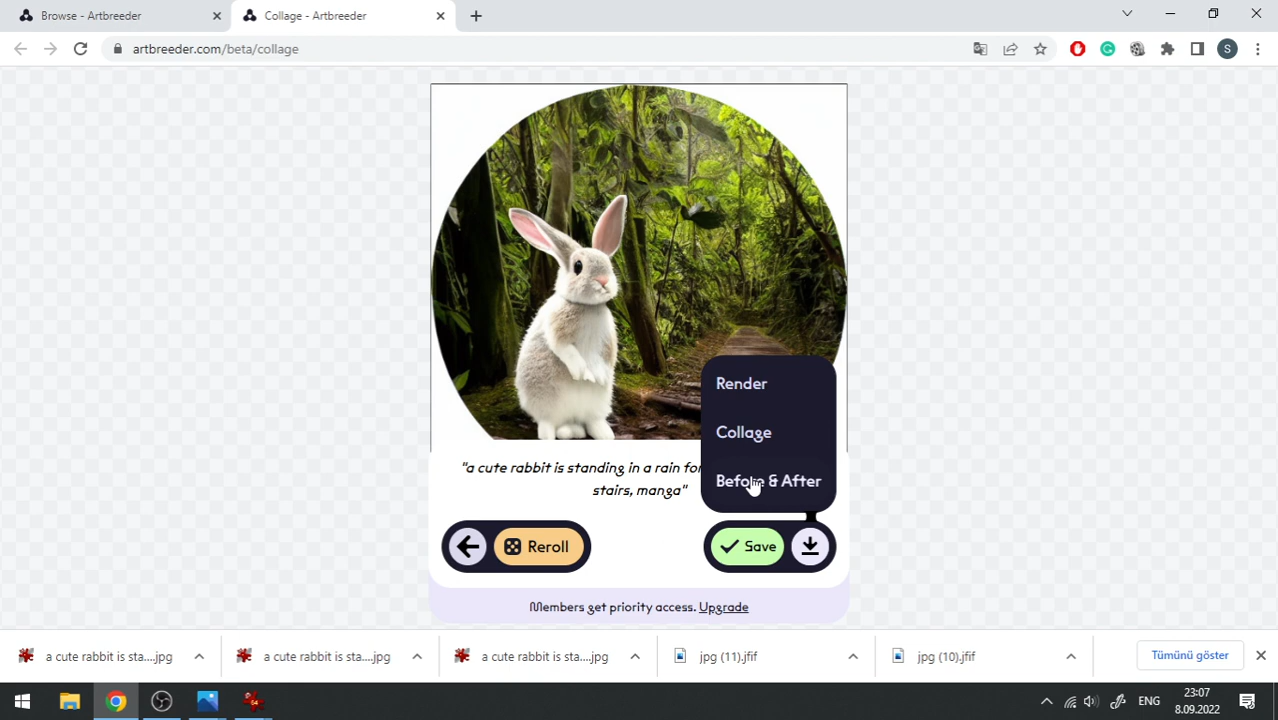 Browse - Artbreeder
Collage - Artbreeder
artbreeder.com/beta/collage
S
Render
Collage
Before & After
"a cute rabbit is standing in a rain for
stairs, manga"
Reroll
Save
Members get priority access. Upgrade
a cute rabbit is sta....jpg
a cute rabbit is sta....jpg
a cute rabbit is sta....jpg
jpg (11).jfif
jpg (10).jfif
Tümünü göster
64
ENG
23:07
8.09.2022